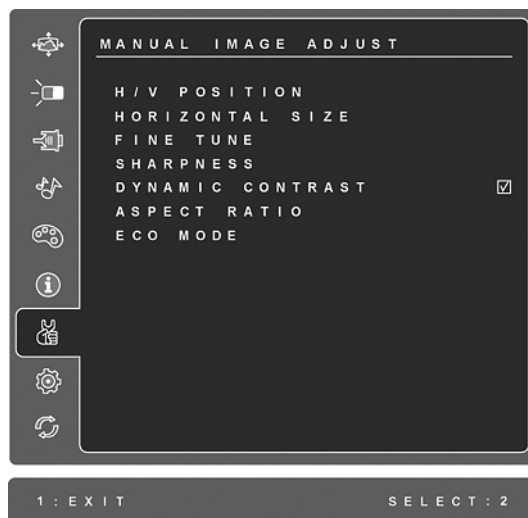 MANUAL IMAGE ADJUST
H/V POSITION
HORIZONTAL SIZE
FINE TUNE
SHARPNESS
DYNAMIC CONTRAST
ASPECT RATIO
ECO MODE
1:EXIT SELECT:2